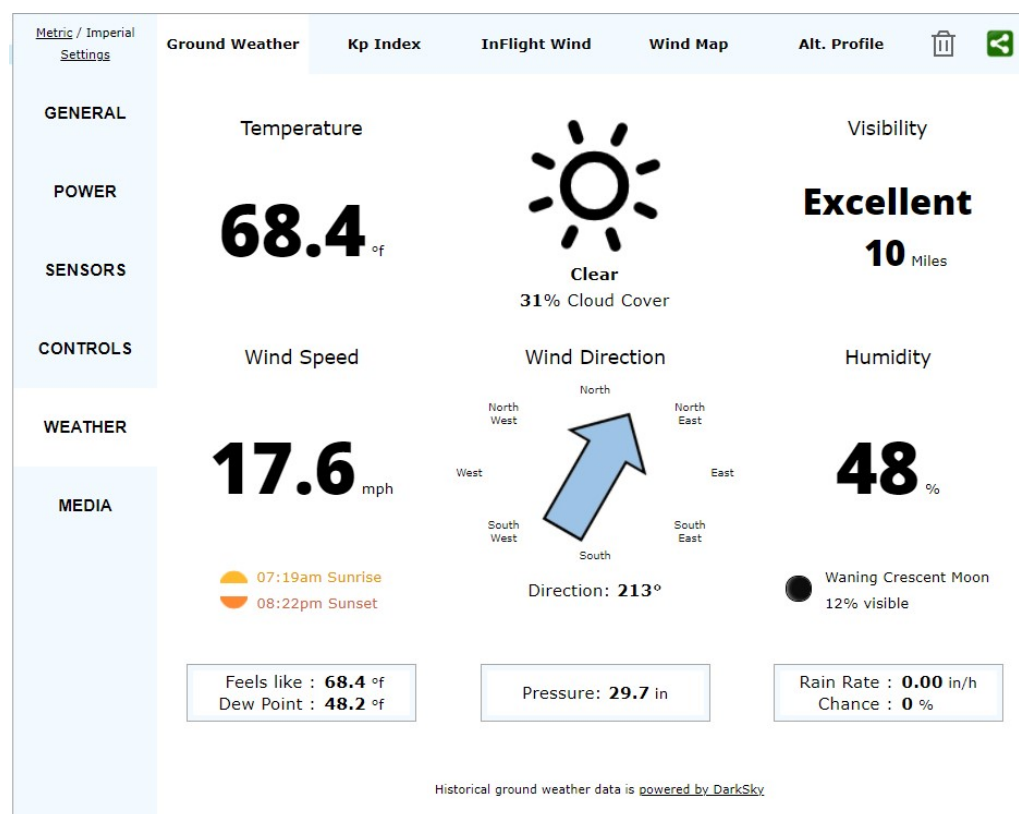 Metric / Imperial
Settings
Ground Weather
Kp Index
InFlight Wind
Wind Map
Alt. Profile
GENERAL
POWER
SENSORS
CONTROLS
WEATHER
MEDIA
Temperature
68.4 °f
Clear
31% Cloud Cover
Visibility
Excellent
10 Miles
Wind Speed
17.6 mph
07:19am Sunrise
08:22pm Sunset
Wind Direction
North
North
West
North
East
West
East
South
West
South
East
South
Direction: 213°
Humidity
48 %
Waning Crescent Moon
12% visible
Feels like : 68.4 °f
Dew Point : 48.2 °f
Pressure: 29.7 in
Rain Rate : 0.00 in/h
Chance : 0 %
Historical ground weather data is powered by DarkSky